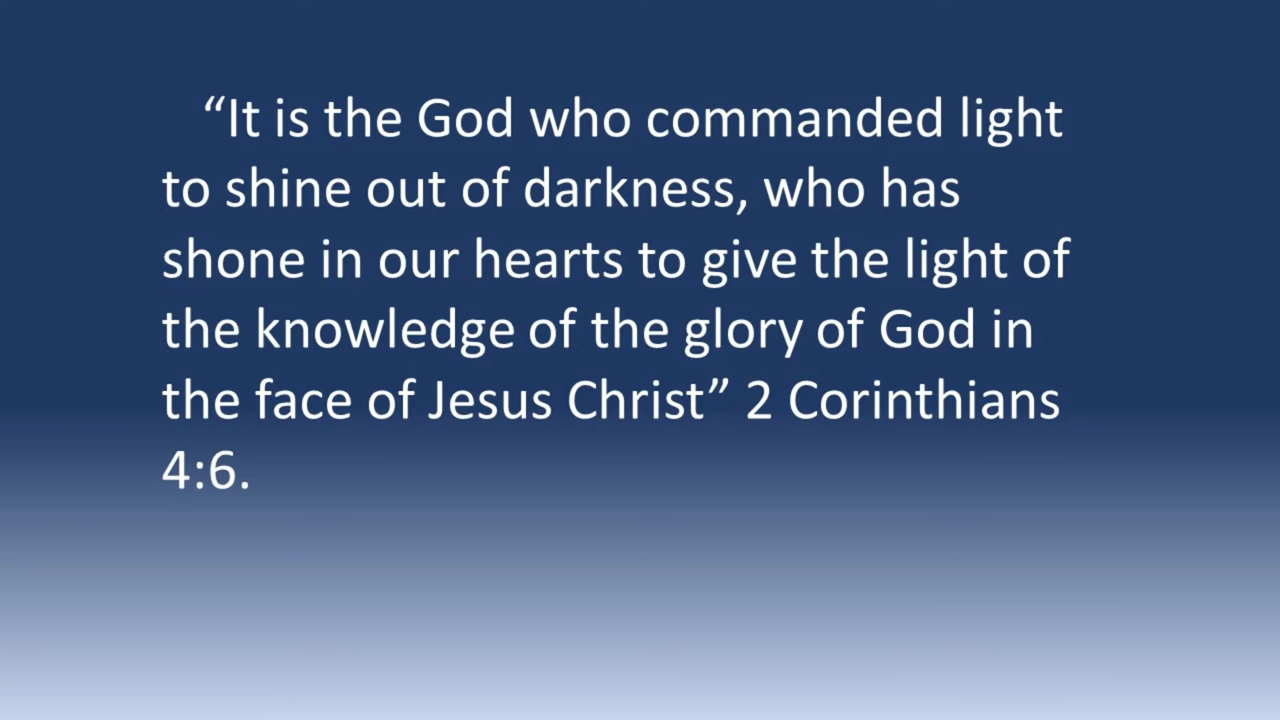 “It is the God who commanded light
to shine out of darkness, who has
shone in our hearts to give the light of
the knowledge of the glory of God in
the face of Jesus Christ” 2 Corinthians
4:6.